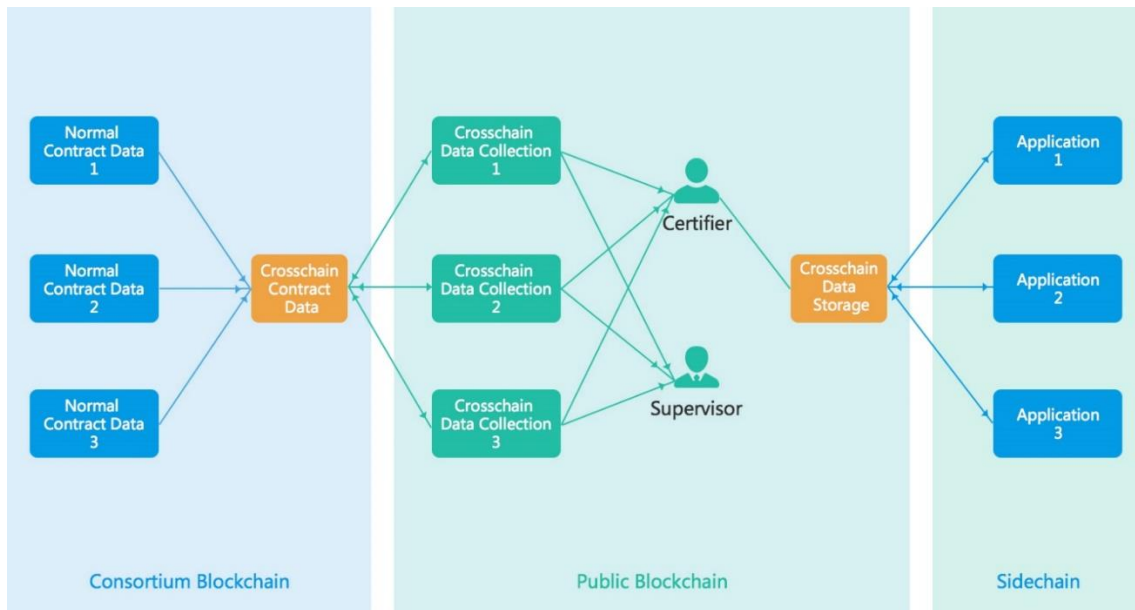 Normal
Contract Data
1
Normal
Contract Data
2
Normal
Contract Data
3
Crosschain
Contract
Data
Consortium Blockchain
Crosschain
Data Collection
1
Crosschain
Data Collection
2
Crosschain
Data Collection
3
Certifier
Supervisor
Crosschain
Data
Storage
Public Blockchain
Application
1
Application
2
Application
3
Sidechain